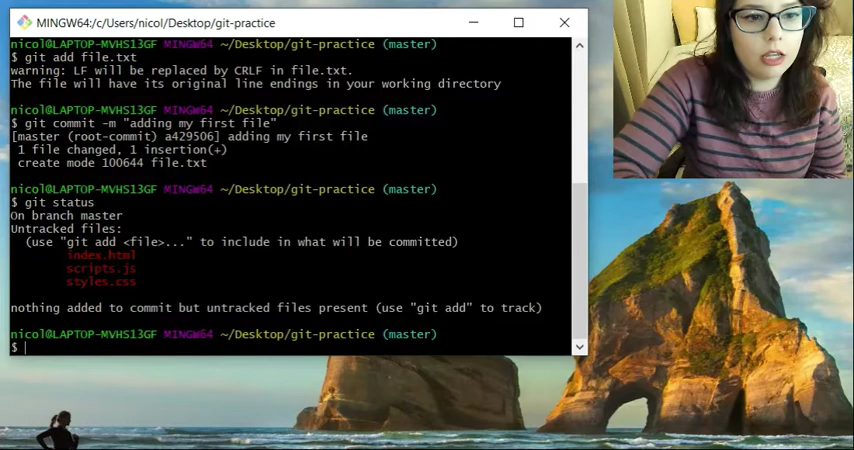 MINGW64:/c/Users/nicol/Desktop/git-practice
nicol@LAPTOP-MVHS13GF MINGW64 ~/Desktop/git-practice (master)
$ git add file.txt
warning: LF will be replaced by CRLF in file.txt.
The file will have its original line endings in your working directory
nicol@LAPTOP-MVHS13GF MINGW64 ~/Desktop/git-practice (master)
$ git commit -m "adding my first file"
[master (root-commit) a429506] adding my first file
1 file changed, 1 insertion(+)
create mode 100644 file.txt
nicol@LAPTOP-MVHS13GF MINGW64 ~/Desktop/git-practice (master)
$ git status
On branch master
Untracked files:
(use "git add <file>..." to include in what will be committed)
index.html
scripts.js
styles.css
nothing added to commit but untracked files present (use "git add" to track)
nicol@LAPTOP-MVHS13GF MINGW64 ~/Desktop/git-practice (master)
$